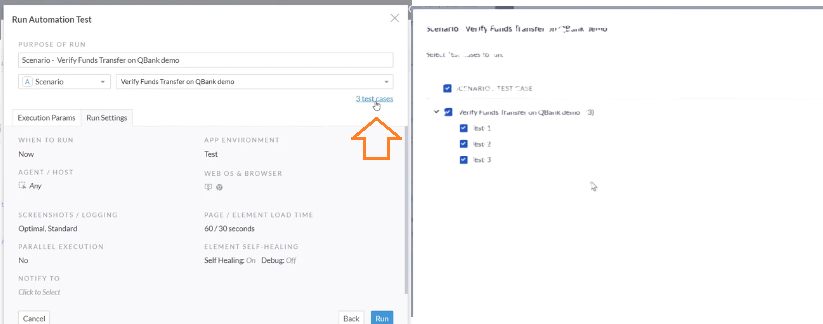 Run Automation Test
PURPOSE OF RUN
Scenario - Verify Funds Transfer on QBank demo
A Scenario
Verify Funds Transfer on QBank demo
3 test cases
Execution Params
Run Settings
WHEN TO RUN
APP ENVIRONMENT
Now
Test
AGENT / HOST
WEB OS & BROWSER
Any
SCREENSHOTS / LOGGING
PAGE / ELEMENT LOAD TIME
Optimal, Standard
60 / 30 seconds
PARALLEL EXECUTION
ELEMENT SELF-HEALING
No
Self Healing: On Debug: Off
NOTIFY TO
Click to Select
Cancel
Back
Run
Scenario Verify Funds Transfer on QBank demo
Select Test Cases to run
SCENARIO / TEST CASE
Verify Funds Transfer on QBank demo (3)
Test 1
Test 2
Test 3